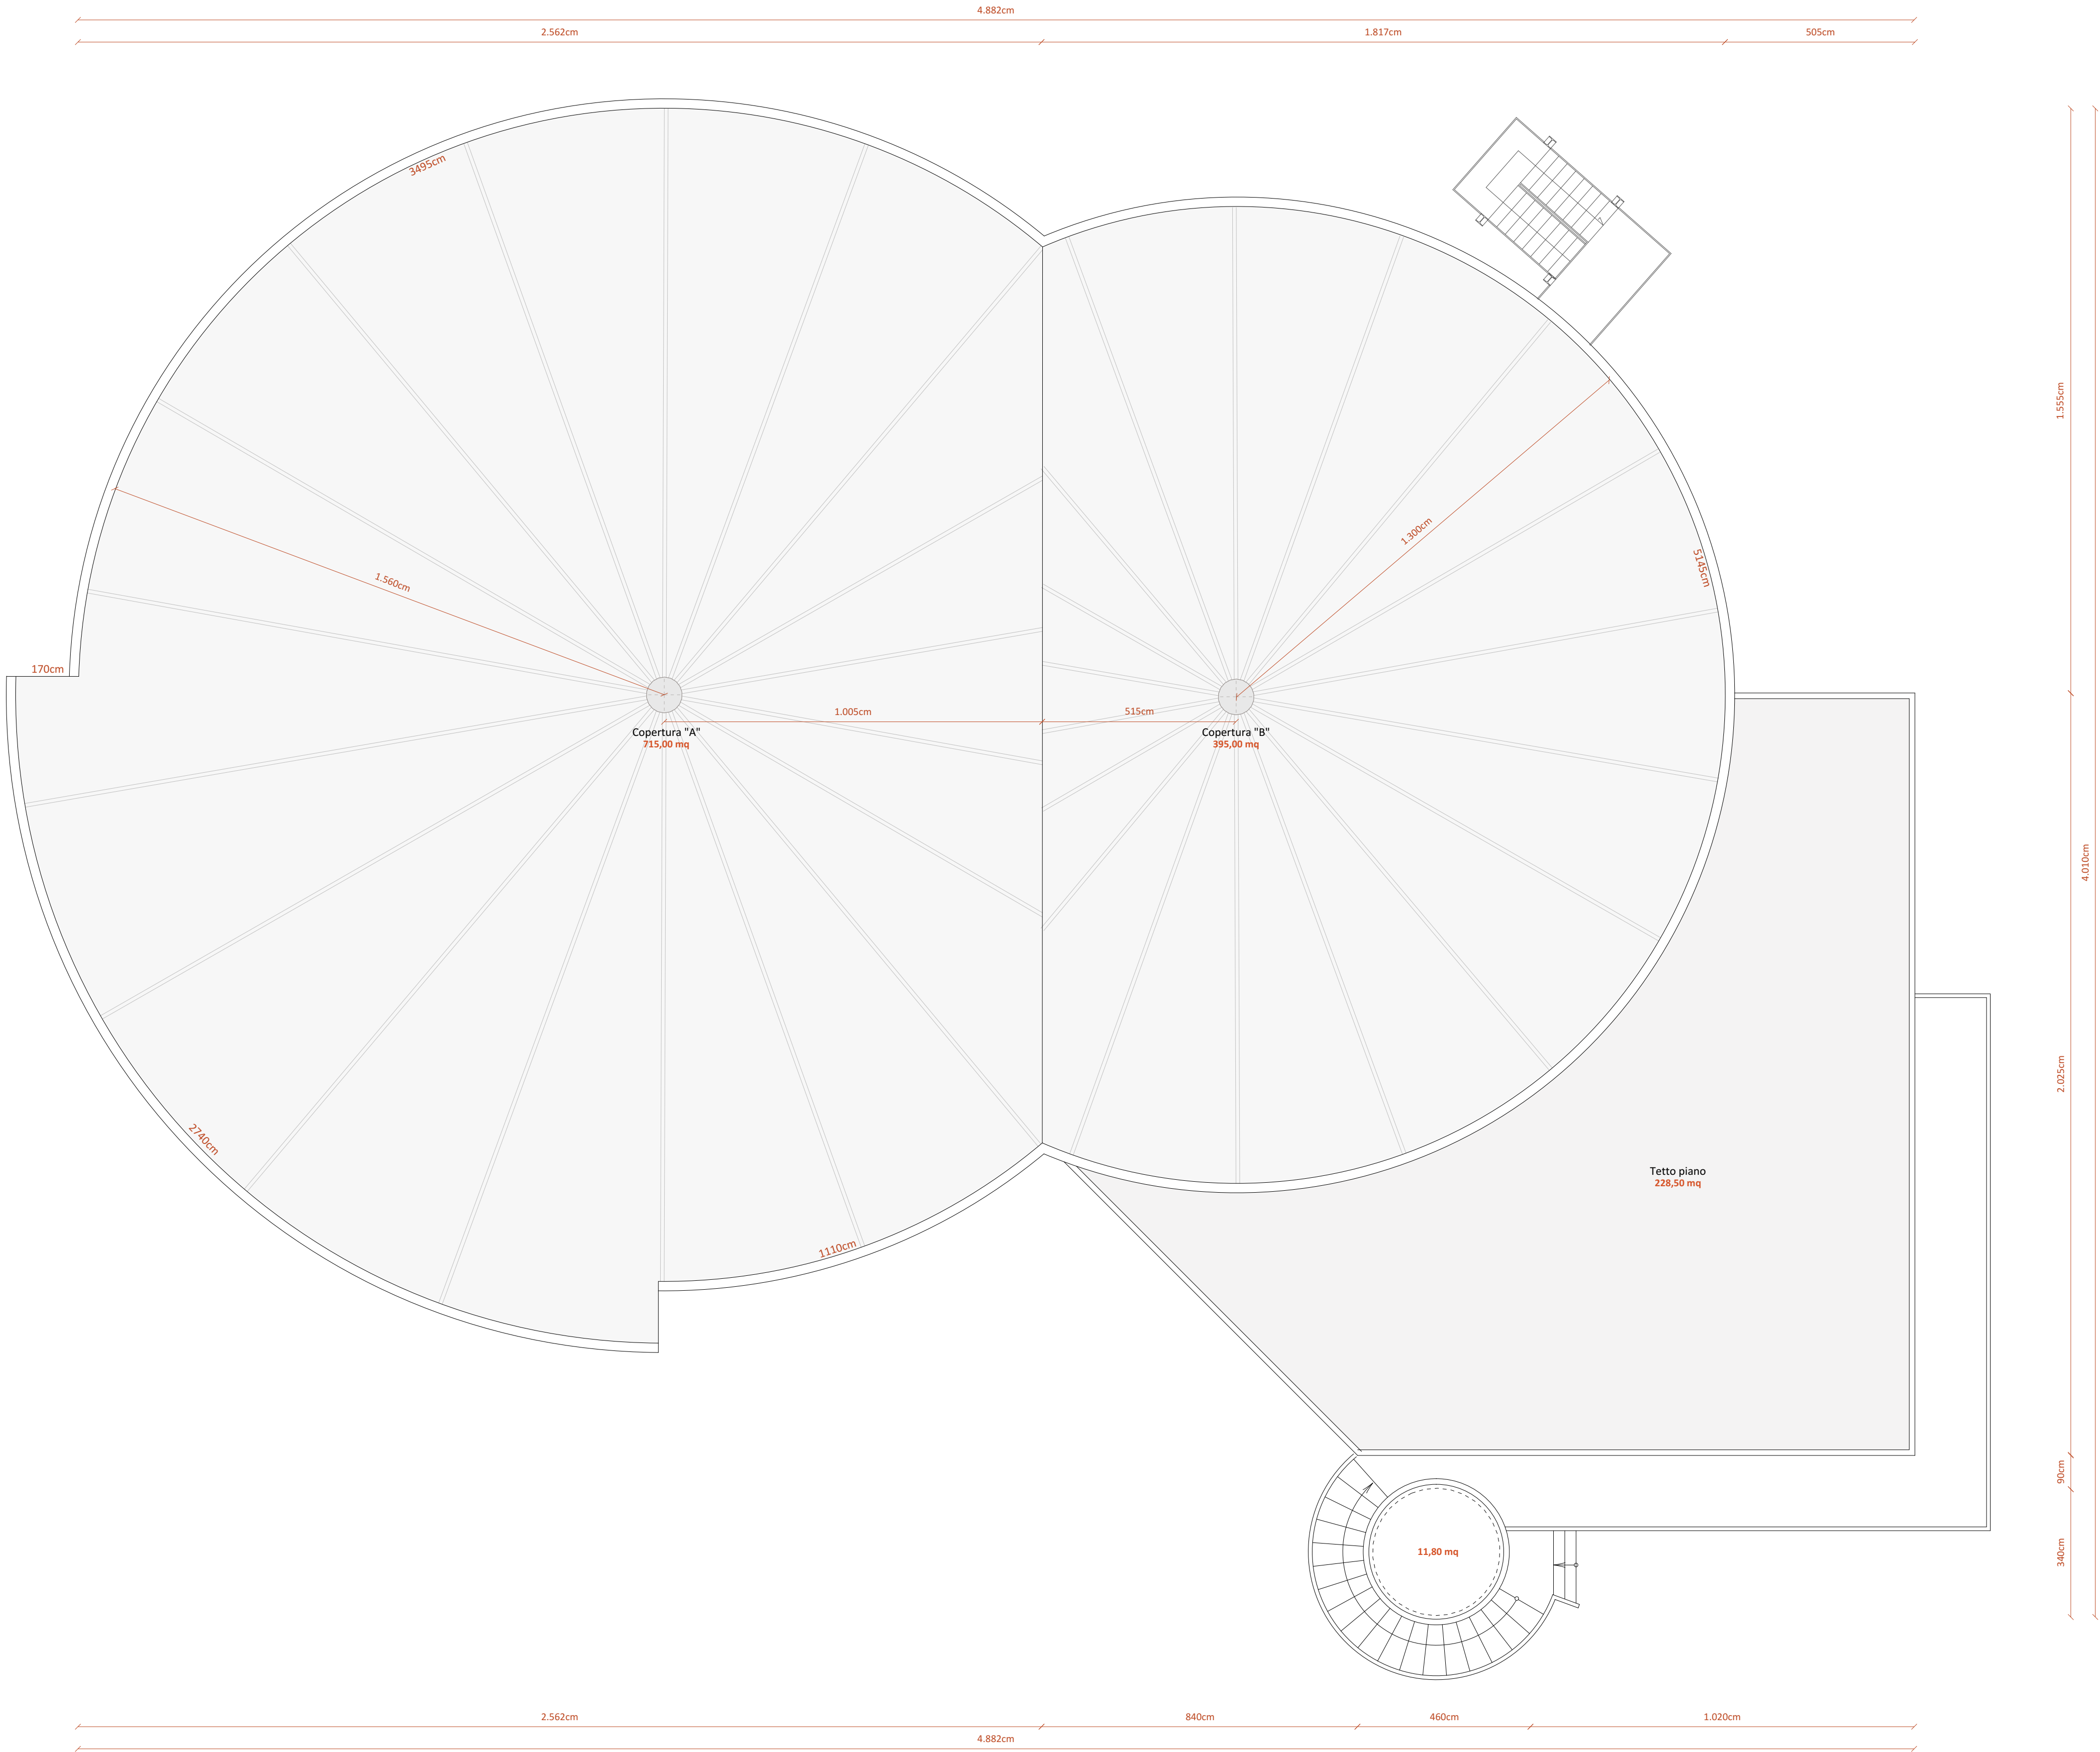 4.882cm
2.562cm
1.817cm
505cm
3495cm
1.555cm
1.300cm
5145cm
1.560cm
170cm
1.005cm
515cm
Copertura "A"
715,00 mq
Copertura "B"
395,00 mq
4.010cm
2.025cm
2740cm
Tetto piano
228,50 mq
1110cm
90cm
11,80 mq
340cm
2.562cm
840cm
460cm
1.020cm
4.882cm